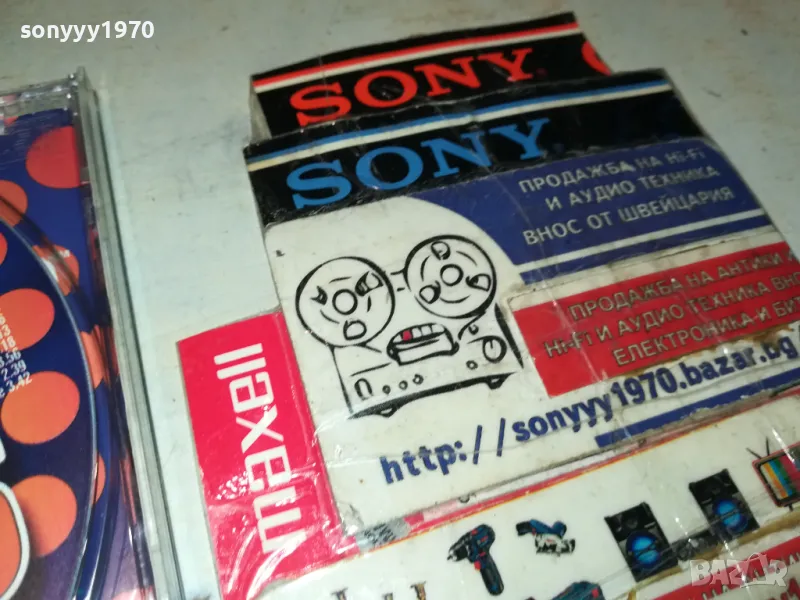 sonyyy1970
SONY
SONY
ПРОДАЖБА НА Hi-Fi
И АУДИО ТЕХНИКА
ВНОС ОТ ШВЕЙЦАРИЯ
ПРОДАЖБА НА АНТИКИ
Hi-Fi И АУДИО ТЕХНИКА
ЕЛЕКТРОНИКА И
http://sonyyy1970.bazar.bg/
maxell
BAZAR